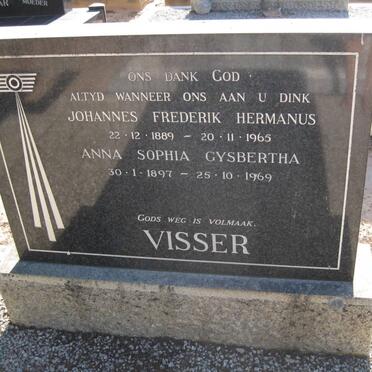 MOEDER
ONS DANK GOD
ALTYD WANNEER ONS AAN U DINK
JOHANNES FREDERIK HERMANUS
22·12·1889 – 20·11·1965
ANNA SOPHIA GYSBERTHA
30·1·1897 – 25·10·1969
GODS WEG IS VOLMAAK.
VISSER